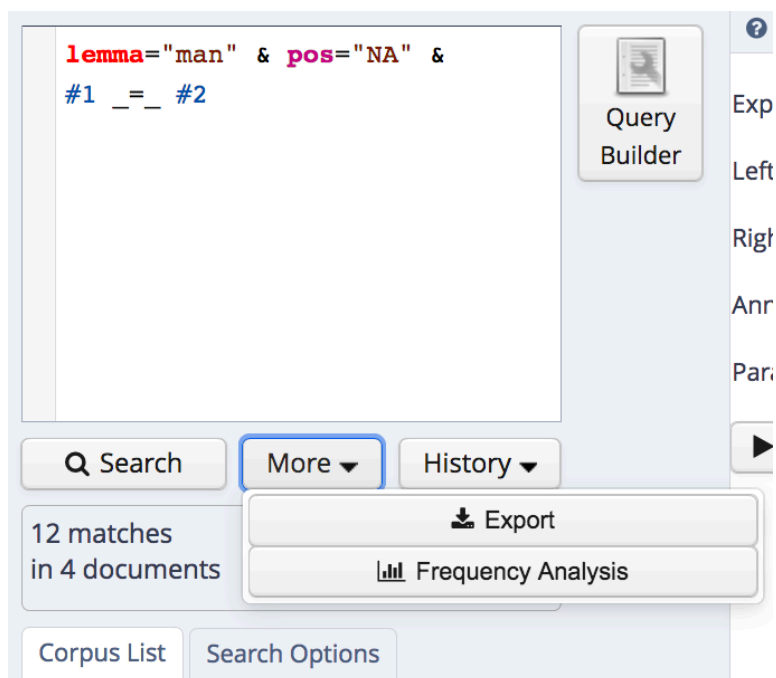 lemma="man" & pos="NA" &
#1 _=_ #2
Query
Builder
Exp
Left
Righ
Ann
Para
Search
More
History
Export
Frequency Analysis
12 matches
in 4 documents
Corpus List
Search Options